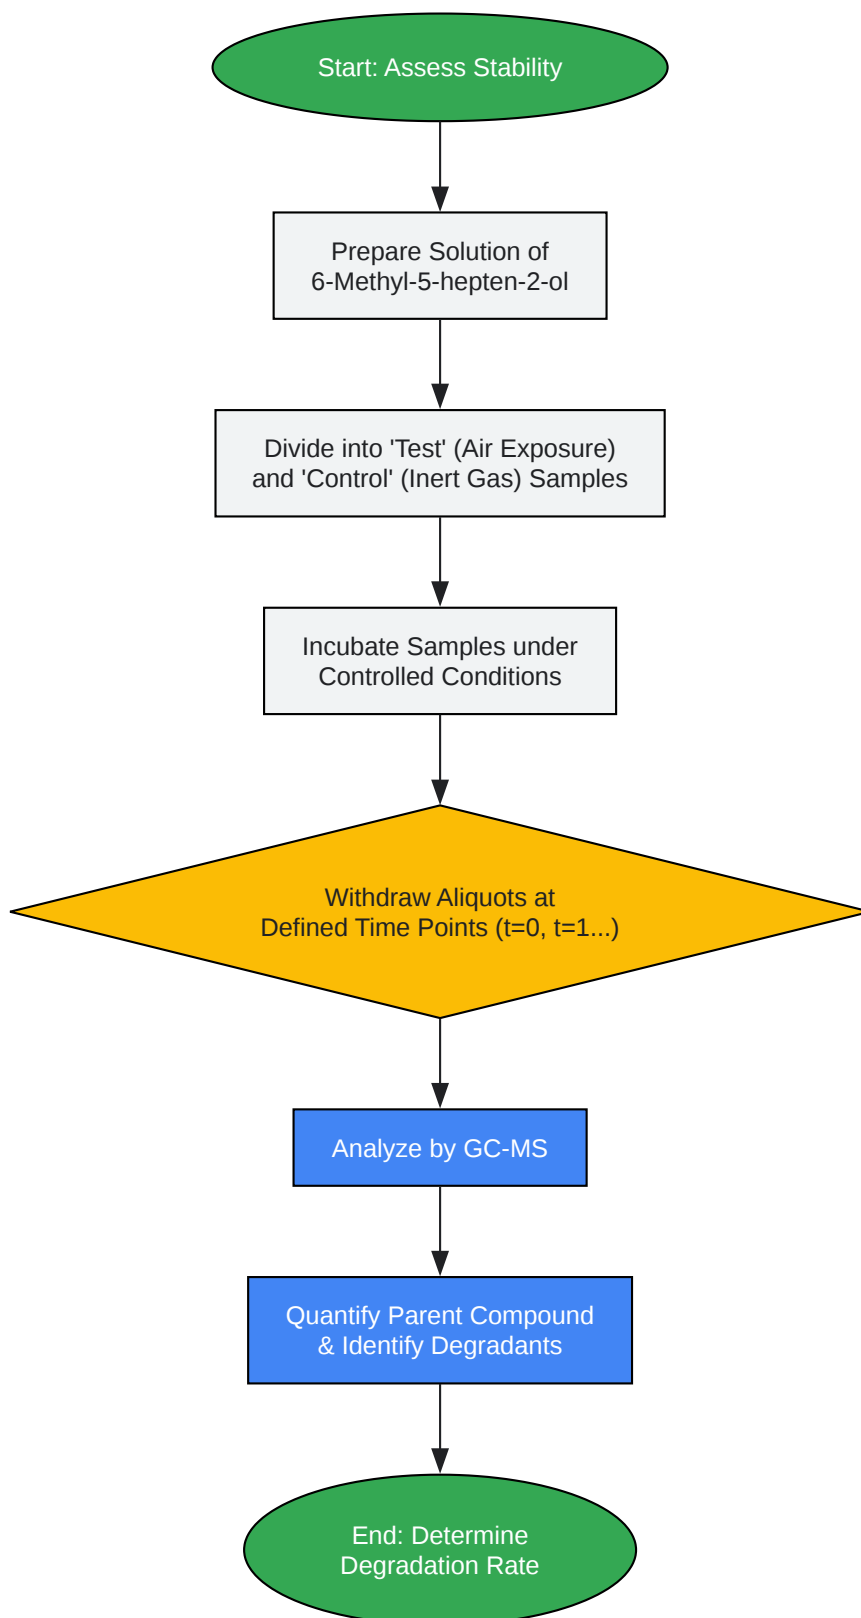 Start: Assess Stability
Prepare Solution of
6-Methyl-5-hepten-2-ol
Divide into 'Test' (Air Exposure)
and 'Control' (Inert Gas) Samples
Incubate Samples under
Controlled Conditions
Withdraw Aliquots at
Defined Time Points (t=0, t=1...)
Analyze by GC-MS
Quantify Parent Compound
& Identify Degradants
End: Determine
Degradation Rate